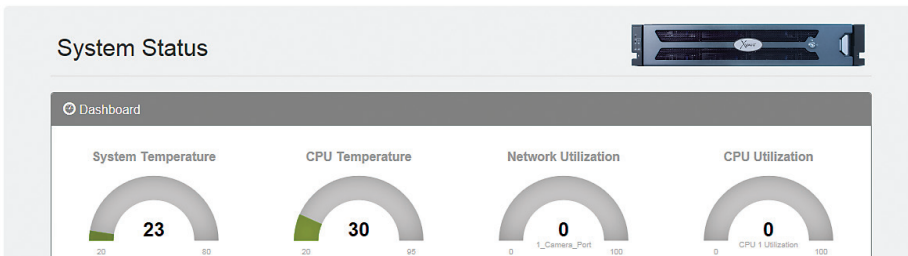 System Status
Dashboard
System Temperature
CPU Temperature
Network Utilization
CPU Utilization
23
30
0
0
1_Camera_Port
CPU 1 Utilization
20
80
20
95
0
100
0
100